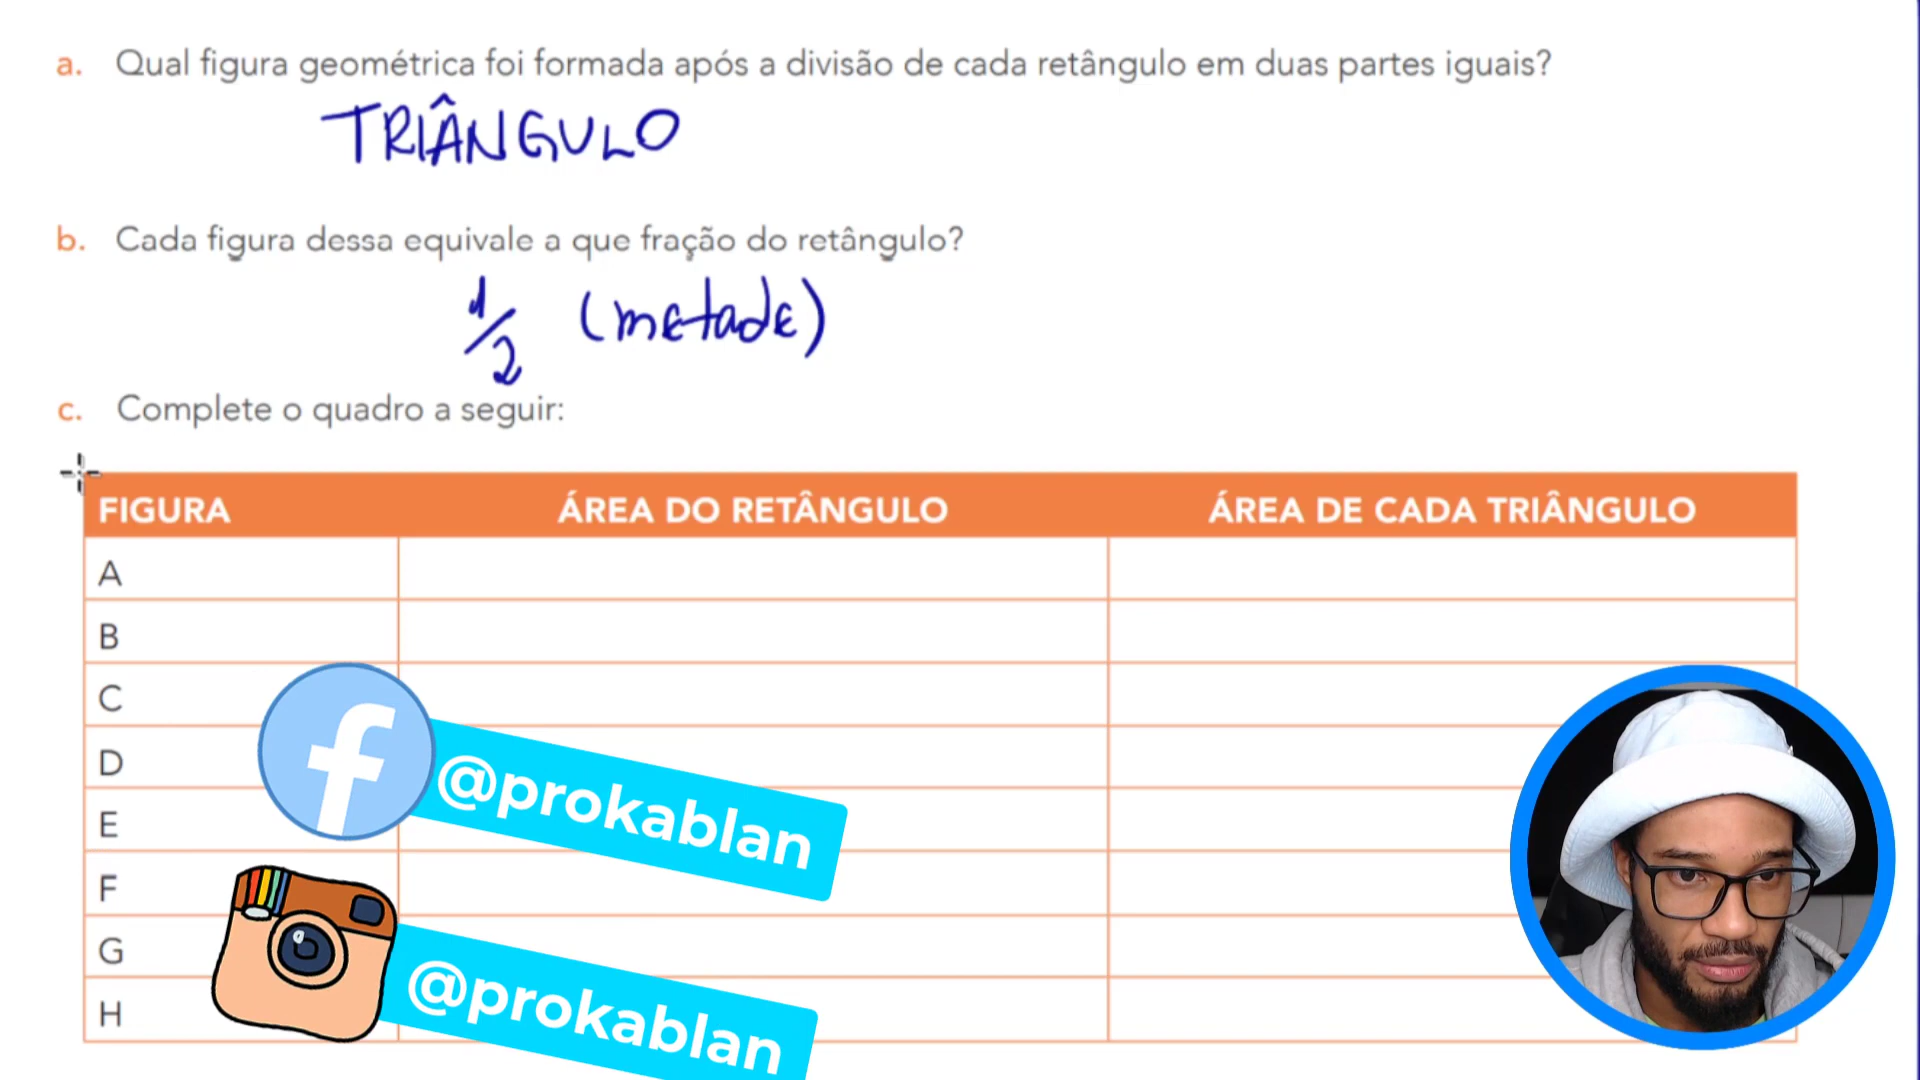 a. Qual figura geométrica foi formada após a divisão de cada retângulo em duas partes iguais?
TRIÂNGULO
b. Cada figura dessa equivale a que fração do retângulo?
1/2 (metade)
c. Complete o quadro a seguir:
FIGURA ÁREA DO RETÂNGULO ÁREA DE CADA TRIÂNGULO
A
B
C
D
E
F
G
H
@prokablan
@prokablan